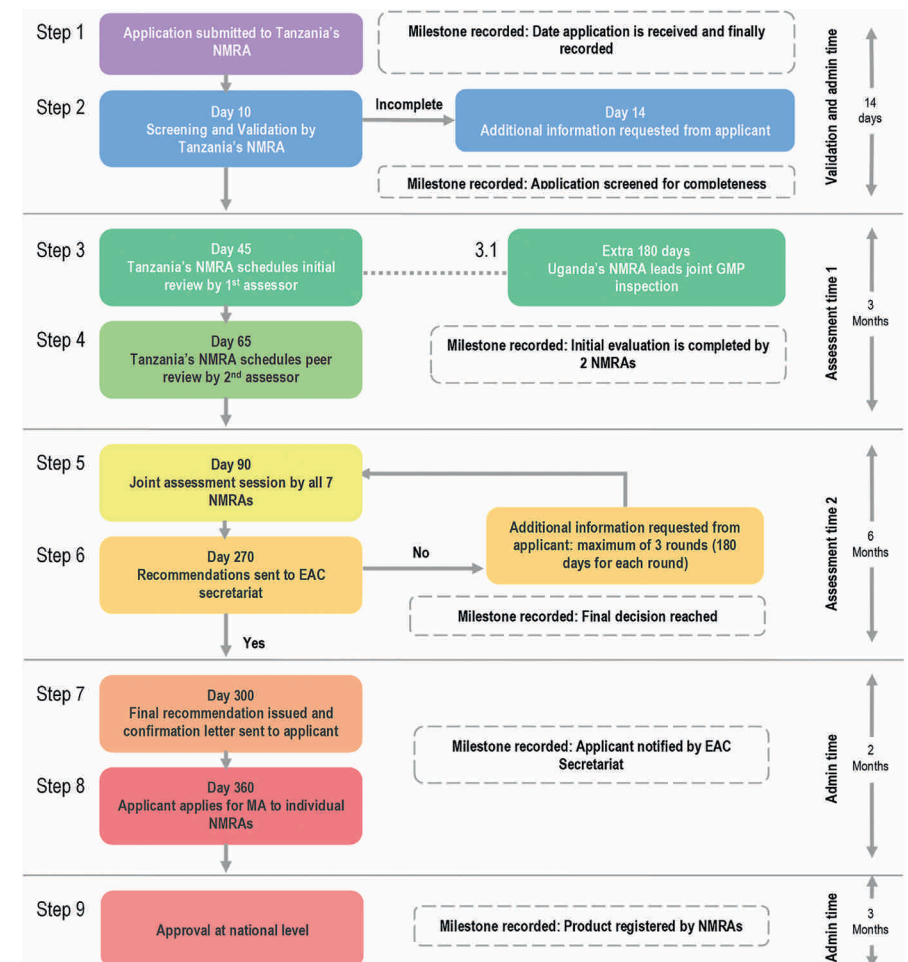 Step 1
Application submitted to Tanzania's
NMRA
Milestone recorded: Date application is received and finally
recorded
Step 2
Day 10
Screening and Validation by
Tanzania's NMRA
Incomplete
Day 14
Additional information requested from applicant
Milestone recorded: Application screened for completeness
Validation and admin time
14
days
Step 3
Day 45
Tanzania's NMRA schedules initial
review by 1st assessor
3.1
Extra 180 days
Uganda's NMRA leads joint GMP
inspection
Step 4
Day 65
Tanzania's NMRA schedules peer
review by 2nd assessor
Milestone recorded: Initial evaluation is completed by
2 NMRAs
Assessment time 1
3
Months
Step 5
Day 90
Joint assessment session by all 7
NMRAs
Step 6
Day 270
Recommendations sent to EAC
secretariat
No
Additional information requested from
applicant: maximum of 3 rounds (180
days for each round)
Milestone recorded: Final decision reached
Yes
Assessment time 2
6
Months
Step 7
Day 300
Final recommendation issued and
confirmation letter sent to applicant
Milestone recorded: Applicant notified by EAC
Secretariat
Step 8
Day 360
Applicant applies for MA to individual
NMRAs
Admin time
2
Months
Step 9
Approval at national level
Milestone recorded: Product registered by NMRAs
Admin time
3
Months